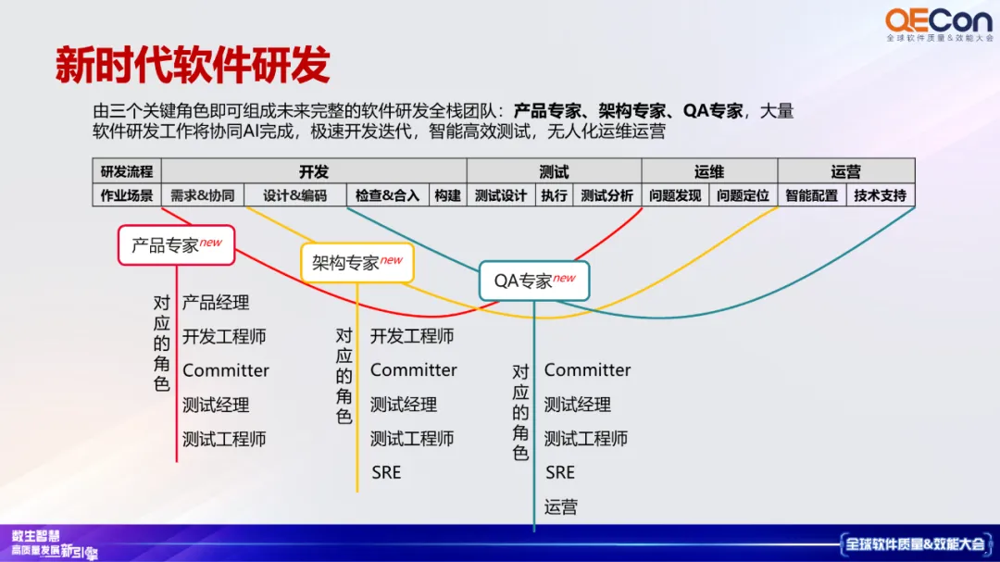 QECon
全球软件质量&效能大会
新时代软件研发
由三个关键角色即可组成未来完整的软件研发全栈团队：产品专家、架构专家、QA专家，大量
软件研发工作将协同AI完成，极速开发迭代，智能高效测试，无人化运维运营
研发流程 开发 测试 运维 运营
作业场景 需求&协同 设计&编码 检查&合入 构建 测试设计 执行 测试分析 问题发现 问题定位 智能配置 技术支持
产品专家new
架构专家new
QA专家new
对应的角色
产品经理
开发工程师
Committer
测试经理
测试工程师
对应的角色
开发工程师
Committer
测试经理
测试工程师
SRE
对应的角色
Committer
测试经理
测试工程师
SRE
运营
数生智慧
高质量发展新引擎
全球软件质量&效能大会